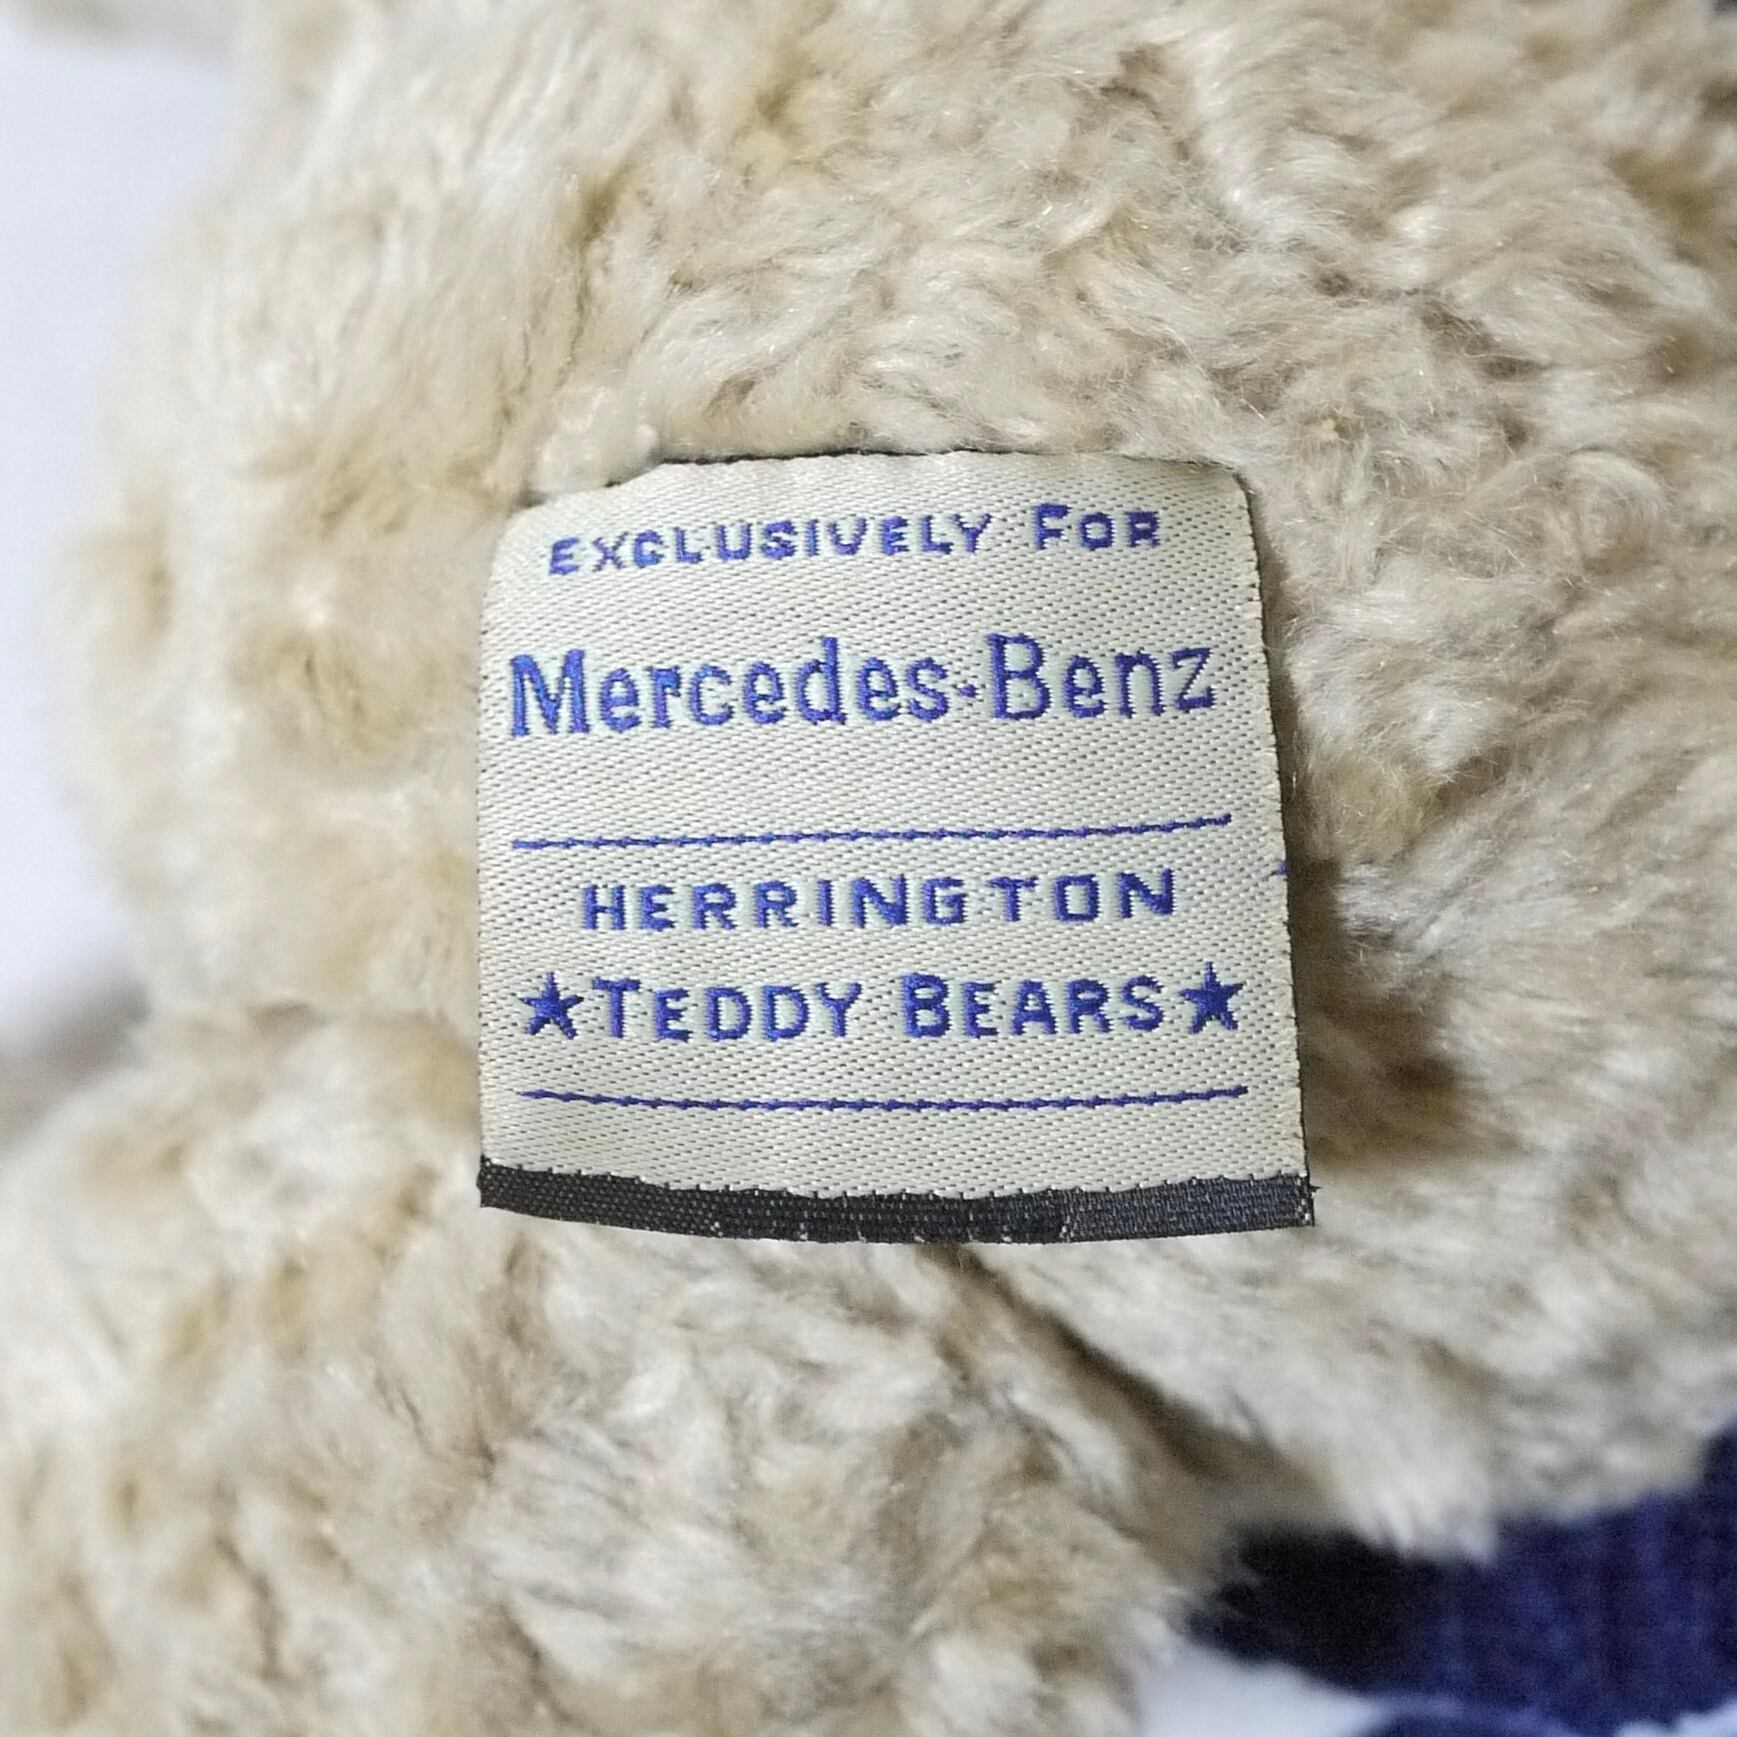 EXCLUSIVELY FOR
Mercedes-Benz
HERRINGTON
★TEDDY BEARS★